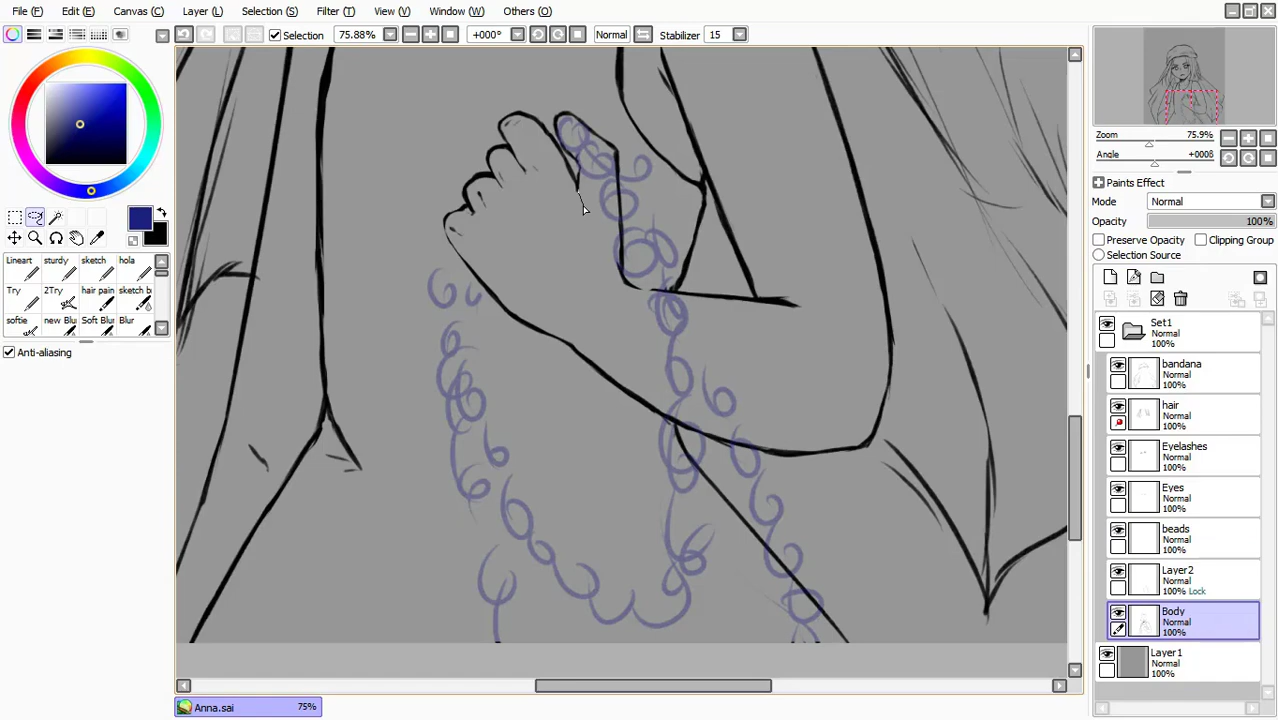 File (F) Edit (E) Canvas (C) Layer (L) Selection (S) Filter (T) View (V) Window (W) Others (O)
Selection 75.88% +000° Normal Stabilizer 15
Zoom 75.9%
Angle +000θ
Paints Effect
Mode Normal
Opacity 100%
Preserve Opacity Clipping Group
Selection Source
Lineart sturdy sketch hola
Try 2Try hair pain sketch b
softie new Blu Soft Blu Blur
Anti-aliasing
Set1
Normal
100%
bandana
Normal
100%
hair
Normal
100%
Eyelashes
Normal
100%
Eyes
Normal
100%
beads
Normal
100%
Layer2
Normal
100% Lock
Body
Normal
100%
Layer1
Normal
100%
Anna.sai 75%